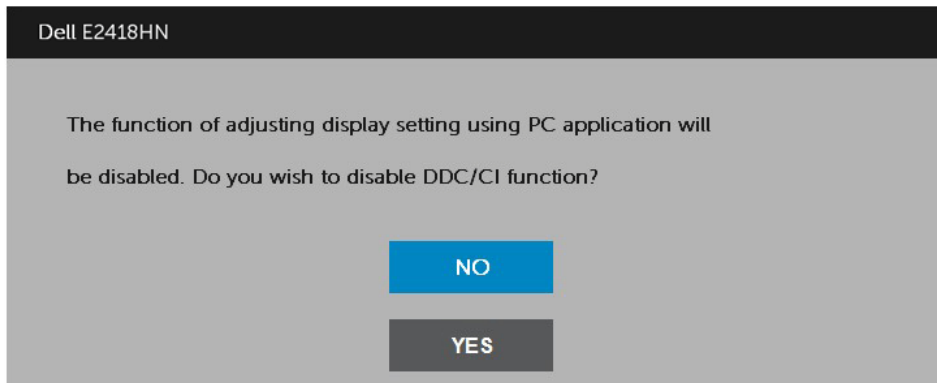 Dell E2418HN
The function of adjusting display setting using PC application will
be disabled. Do you wish to disable DDC/CI function?
NO
YES